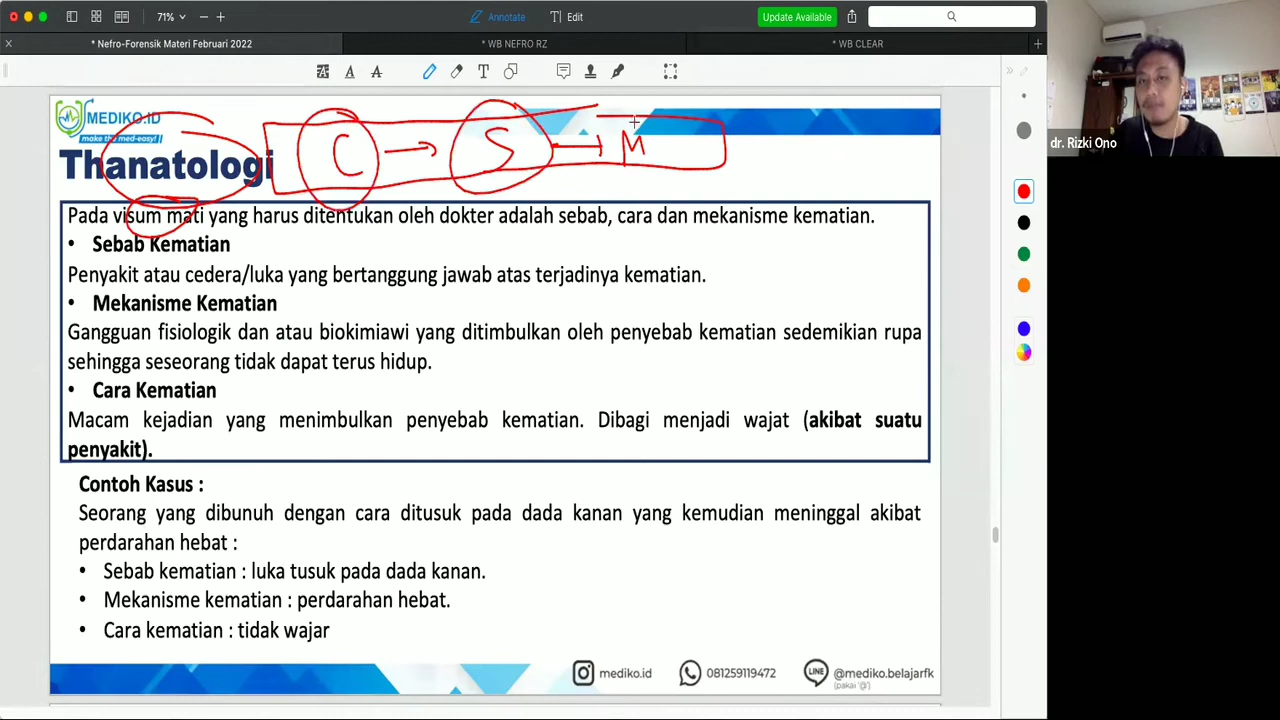 71%
Annotate
Edit
Update Available
* Nefro-Forensik Materi Februari 2022
* WB NEFRO RZ
* WB CLEAR
MEDIKO.ID
make the med-easy!
Thanatologi
C → S → M
Pada visum mati yang harus ditentukan oleh dokter adalah sebab, cara dan mekanisme kematian.
• Sebab Kematian
Penyakit atau cedera/luka yang bertanggung jawab atas terjadinya kematian.
• Mekanisme Kematian
Gangguan fisiologik dan atau biokimiawi yang ditimbulkan oleh penyebab kematian sedemikian rupa
sehingga seseorang tidak dapat terus hidup.
• Cara Kematian
Macam kejadian yang menimbulkan penyebab kematian. Dibagi menjadi wajat (akibat suatu
penyakit).
Contoh Kasus :
Seorang yang dibunuh dengan cara ditusuk pada dada kanan yang kemudian meninggal akibat
perdarahan hebat :
• Sebab kematian : luka tusuk pada dada kanan.
• Mekanisme kematian : perdarahan hebat.
• Cara kematian : tidak wajar
mediko.id
081259119472
LINE
@mediko.belajarfk
(pakai '@')
dr. Rizki Ono